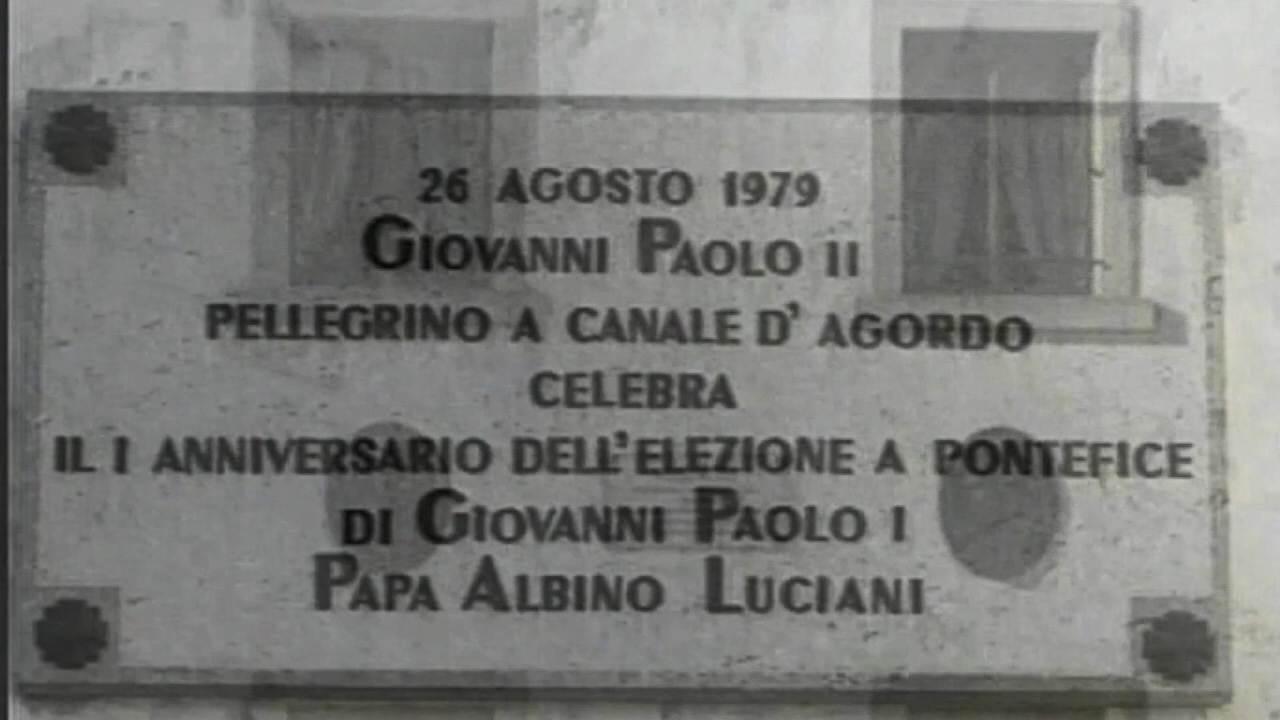 26 AGOSTO 1979
GIOVANNI PAOLO II
PELLEGRINO A CANALE D' AGORDO
CELEBRA
IL I ANNIVERSARIO DELL'ELEZIONE A PONTEFICE
DI GIOVANNI PAOLO I
PAPA ALBINO LUCIANI